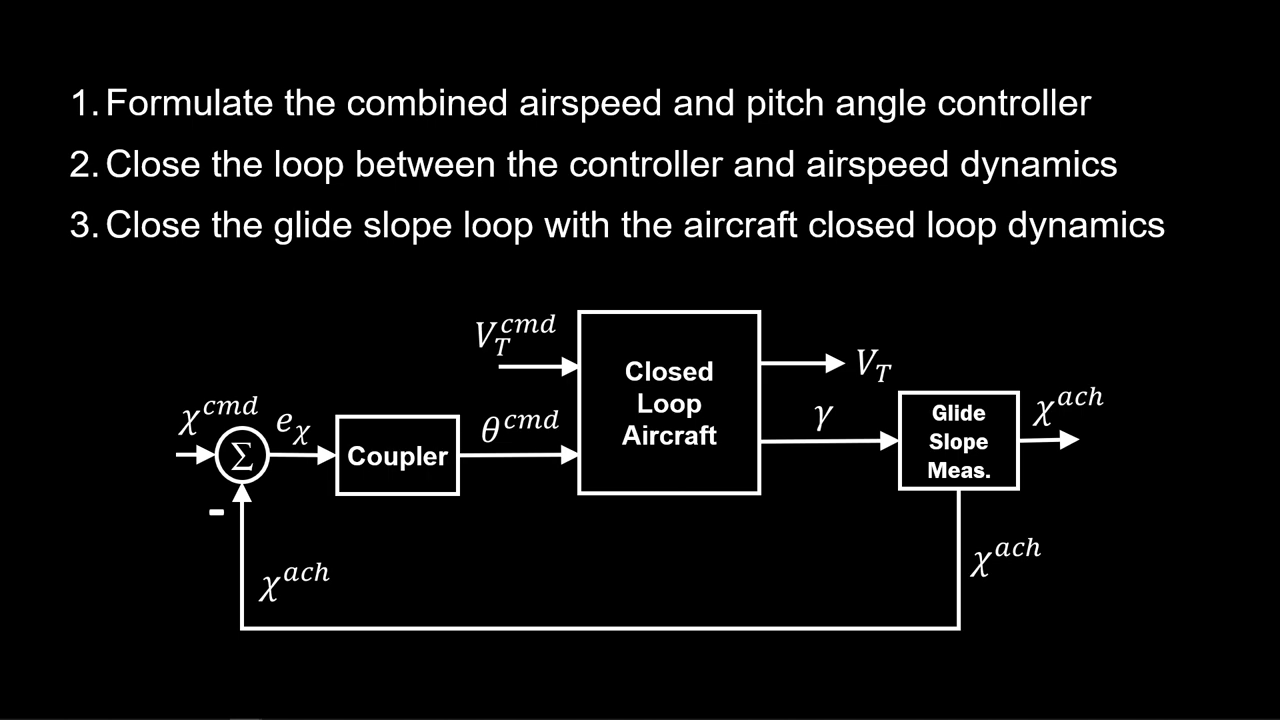 1. Formulate the combined airspeed and pitch angle controller
2. Close the loop between the controller and airspeed dynamics
3. Close the glide slope loop with the aircraft closed loop dynamics
V_T^{cmd}
Closed
Loop
Aircraft
V_T
χ^{cmd}
Σ
-
e_χ
Coupler
θ^{cmd}
γ
Glide
Slope
Meas.
χ^{ach}
χ^{ach}
χ^{ach}